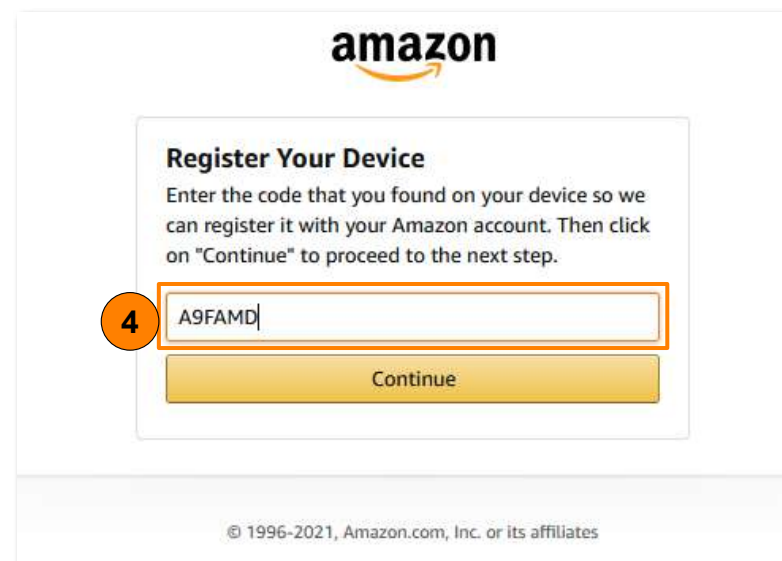 amazon
Register Your Device
Enter the code that you found on your device so we
can register it with your Amazon account. Then click
on "Continue" to proceed to the next step.
4
A9FAMD
Continue
© 1996-2021, Amazon.com, Inc. or its affiliates